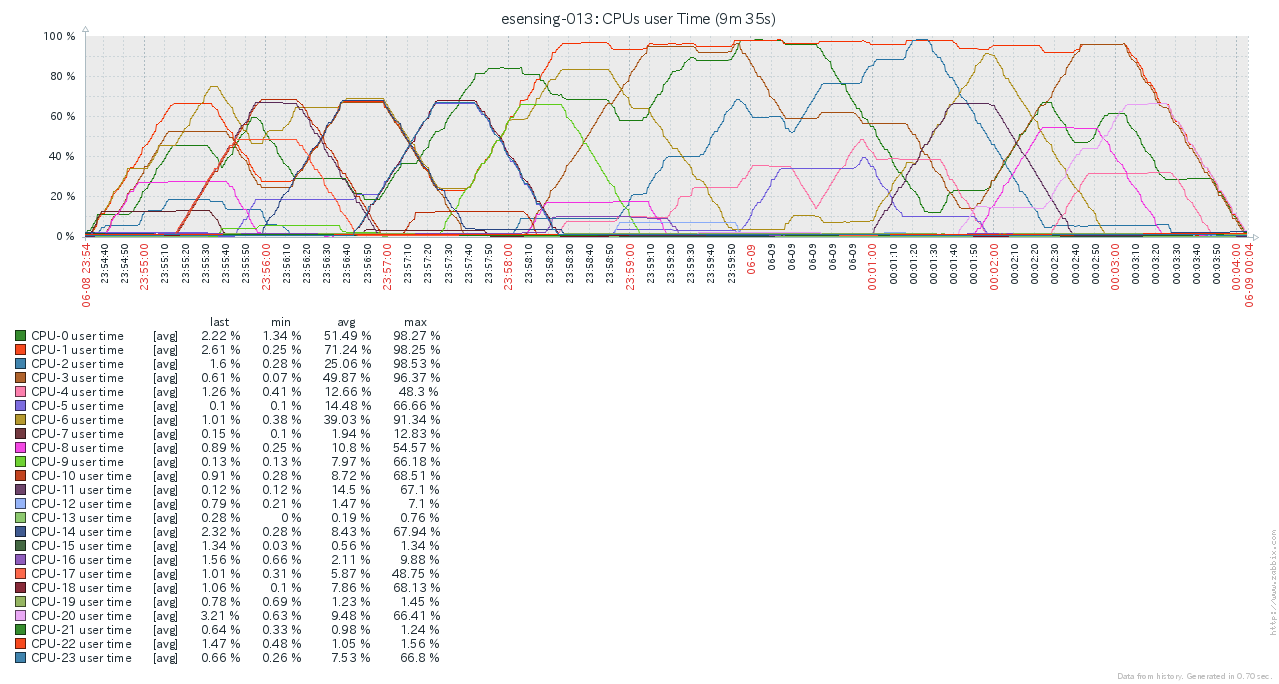 esensing-013: CPUs user Time (9m 35s)
100 %
80 %
60 %
40 %
20 %
0 %
06-08 23:54 23:54:40 23:54:50 23:55:00 23:55:10 23:55:20 23:55:30 23:55:40 23:55:50 23:56:00 23:56:10 23:56:20 23:56:30 23:56:40 23:56:50 23:57:00 23:57:10 23:57:20 23:57:30 23:57:40 23:57:50 23:58:00 23:58:10 23:58:20 23:58:30 23:58:40 23:58:50 23:59:00 23:59:10 23:59:20 23:59:30 23:59:40 23:59:50 06-09 06-09 06-09 06-09 06-09 06-09 00:01:00 00:01:10 00:01:20 00:01:30 00:01:40 00:01:50 00:02:00 00:02:10 00:02:20 00:02:30 00:02:40 00:02:50 00:03:00 00:03:10 00:03:20 00:03:30 00:03:40 00:03:50 00:04:00 06-09 00:04
last min avg max
CPU-0 user time [avg] 2.22 % 1.34 % 51.49 % 98.27 %
CPU-1 user time [avg] 2.61 % 0.25 % 71.24 % 98.25 %
CPU-2 user time [avg] 1.6 % 0.28 % 25.06 % 98.53 %
CPU-3 user time [avg] 0.61 % 0.07 % 49.87 % 96.37 %
CPU-4 user time [avg] 1.26 % 0.41 % 12.66 % 48.3 %
CPU-5 user time [avg] 0.1 % 0.1 % 14.48 % 66.66 %
CPU-6 user time [avg] 1.01 % 0.38 % 39.03 % 91.34 %
CPU-7 user time [avg] 0.15 % 0.1 % 1.94 % 12.83 %
CPU-8 user time [avg] 0.89 % 0.25 % 10.8 % 54.57 %
CPU-9 user time [avg] 0.13 % 0.13 % 7.97 % 66.18 %
CPU-10 user time [avg] 0.91 % 0.28 % 8.72 % 68.51 %
CPU-11 user time [avg] 0.12 % 0.12 % 14.5 % 67.1 %
CPU-12 user time [avg] 0.79 % 0.21 % 1.47 % 7.1 %
CPU-13 user time [avg] 0.28 % 0 % 0.19 % 0.76 %
CPU-14 user time [avg] 2.32 % 0.28 % 8.43 % 67.94 %
CPU-15 user time [avg] 1.34 % 0.03 % 0.56 % 1.34 %
CPU-16 user time [avg] 1.56 % 0.66 % 2.11 % 9.88 %
CPU-17 user time [avg] 1.01 % 0.31 % 5.87 % 48.75 %
CPU-18 user time [avg] 1.06 % 0.1 % 7.86 % 68.13 %
CPU-19 user time [avg] 0.78 % 0.69 % 1.23 % 1.45 %
CPU-20 user time [avg] 3.21 % 0.63 % 9.48 % 66.41 %
CPU-21 user time [avg] 0.64 % 0.33 % 0.98 % 1.24 %
CPU-22 user time [avg] 1.47 % 0.48 % 1.05 % 1.56 %
CPU-23 user time [avg] 0.66 % 0.26 % 7.53 % 66.8 %
http://www.zabbix.com
Data from history. Generated in 0.70 sec.